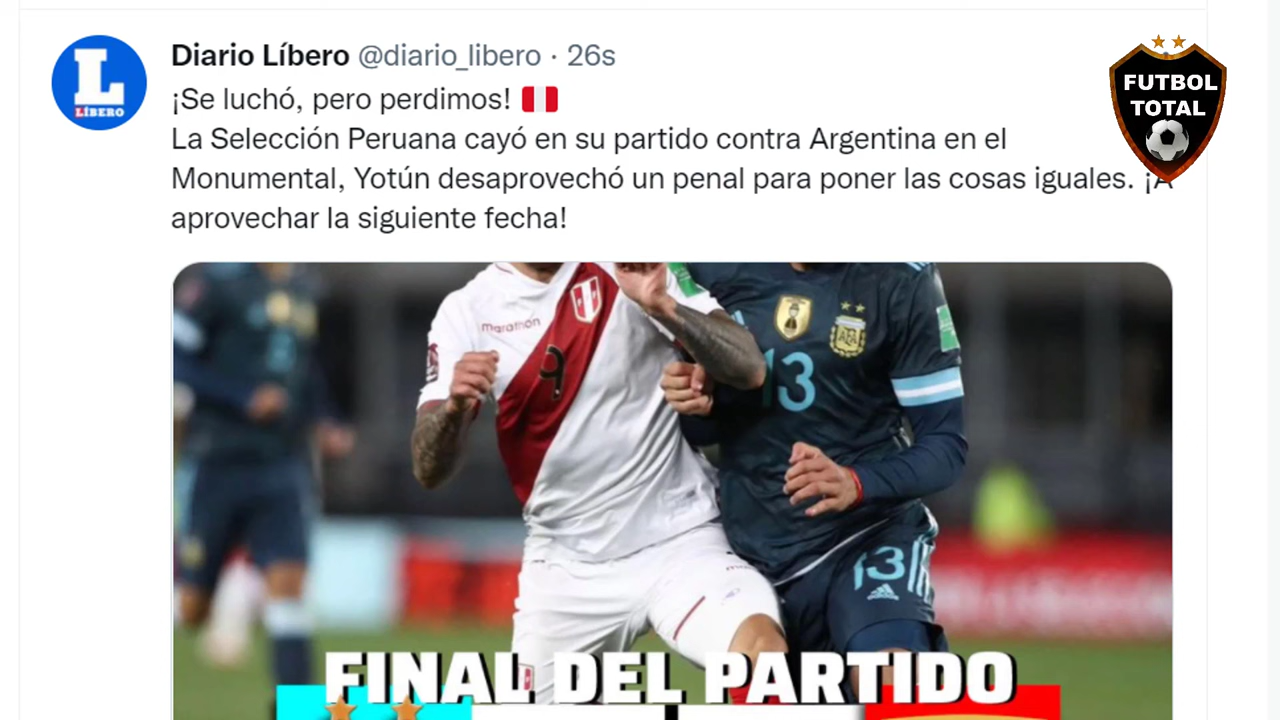 Diario Líbero @diario_libero · 26s
¡Se luchó, pero perdimos!
La Selección Peruana cayó en su partido contra Argentina en el
Monumental, Yotún desaprovechó un penal para poner las cosas iguales. ¡A
aprovechar la siguiente fecha!
L
LÍBERO
FUTBOL
TOTAL
marathon
9
13
AFA
13
FINAL DEL PARTIDO